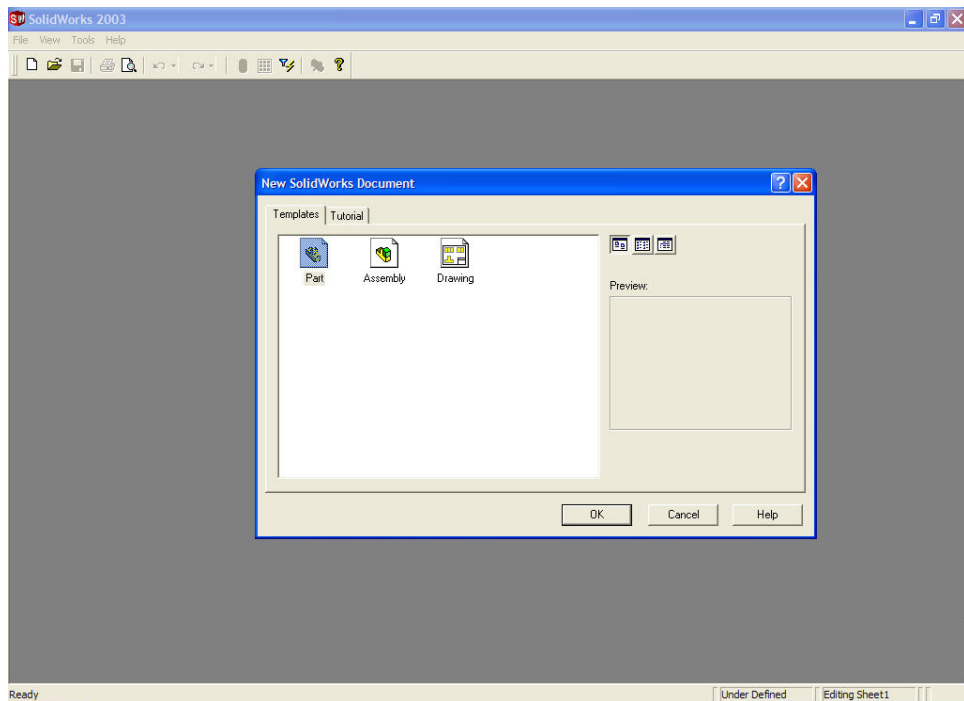 SW SolidWorks 2003
File View Tools Help
New SolidWorks Document
Templates Tutorial
Part Assembly Drawing
Preview:
OK Cancel Help
Ready Under Defined Editing Sheet1